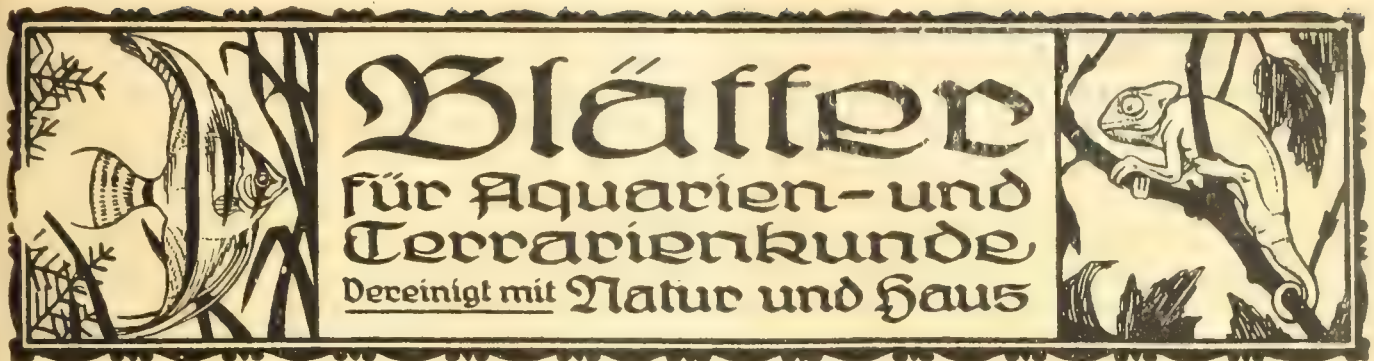 Blätter
für Aquarien- und
Terrarienkunde
Vereinigt mit Natur und Haus